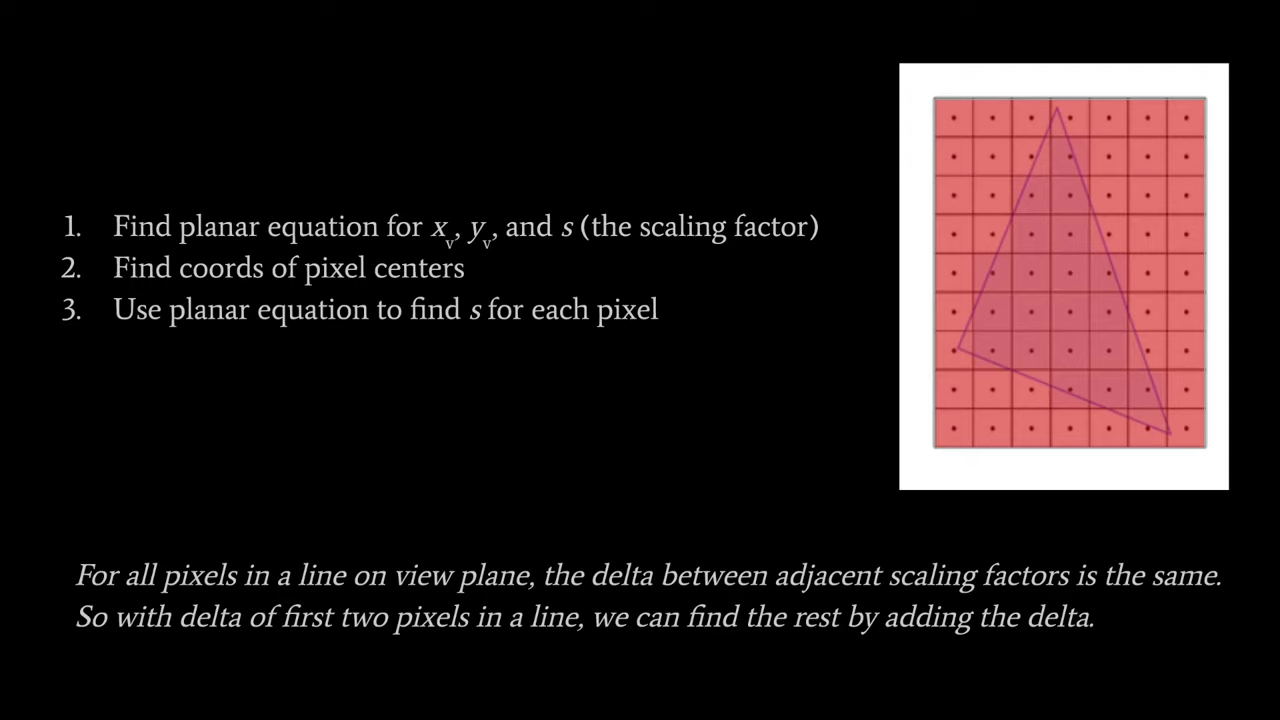 1. Find planar equation for xv, yv, and s (the scaling factor)
2. Find coords of pixel centers
3. Use planar equation to find s for each pixel
For all pixels in a line on view plane, the delta between adjacent scaling factors is the same.
So with delta of first two pixels in a line, we can find the rest by adding the delta.